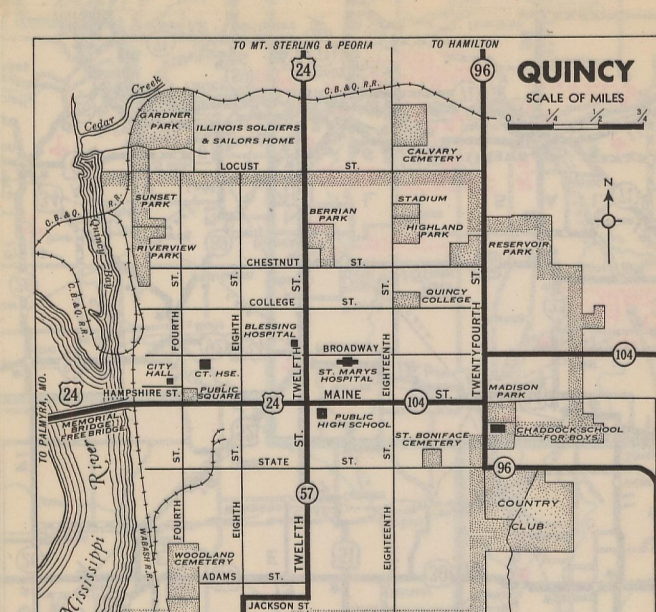 TO MT. STERLING & PEORIA
TO HAMILTON
24
96
QUINCY
SCALE OF MILES
0 1/4 1/2 3/4
C.B.& Q. R.R.
Cedar Creek
GARDNER
PARK
ILLINOIS SOLDIERS
& SAILORS HOME
CALVARY
CEMETERY
LOCUST ST.
N
SUNSET
PARK
STADIUM
BERRIAN
PARK
HIGHLAND
PARK
C.B.& Q. R.R.
RIVERVIEW
PARK
RESERVOIR
PARK
Quincy Bay
CHESTNUT ST.
C.B.& Q. R.R.
QUINCY
COLLEGE
COLLEGE ST.
FOURTH ST.
EIGHTH ST.
TWELFTH ST.
EIGHTEENTH ST.
TWENTYFOURTH ST.
BLESSING
HOSPITAL
BROADWAY
104
CITY
HALL
CT. HSE.
ST. MARYS
HOSPITAL
MADISON
PARK
24
HAMPSHIRE ST.
PUBLIC
SQUARE
MAINE ST.
24
104
TO PALMYRA, MO.
MEMORIAL
BRIDGE
FREE BRIDGE
PUBLIC
HIGH SCHOOL
CHADDOCK SCHOOL
FOR BOYS
ST. BONIFACE
CEMETERY
STATE ST.
96
57
COUNTRY
CLUB
Mississippi River
WABASH R.R.
FOURTH ST.
EIGHTH ST.
TWELFTH ST.
EIGHTEENTH ST.
WOODLAND
CEMETERY
ADAMS ST.
JACKSON ST.